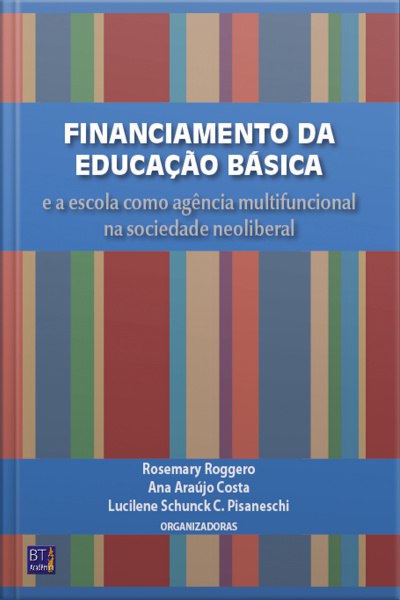 FINANCIAMENTO DA
EDUCAÇÃO BÁSICA
e a escola como agência multifuncional
na sociedade neoliberal
Rosemary Roggero
Ana Araújo Costa
Lucilene Schunck C. Pisaneschi
ORGANIZADORAS
BT
Acadêmica